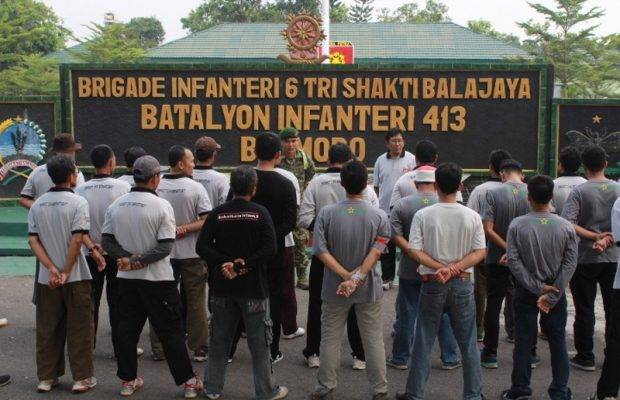 BRIGADE INFANTERI 6 TRI SHAKTI BALAJAYA
BATALYON INFANTERI 413